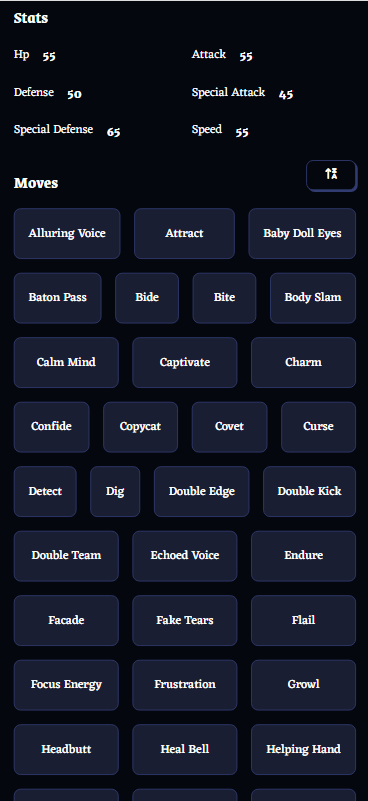 Stats
Hp 55 Attack 55
Defense 50 Special Attack 45
Special Defense 65 Speed 55
Moves
Alluring Voice Attract Baby Doll Eyes
Baton Pass Bide Bite Body Slam
Calm Mind Captivate Charm
Confide Copycat Covet Curse
Detect Dig Double Edge Double Kick
Double Team Echoed Voice Endure
Facade Fake Tears Flail
Focus Energy Frustration Growl
Headbutt Heal Bell Helping Hand